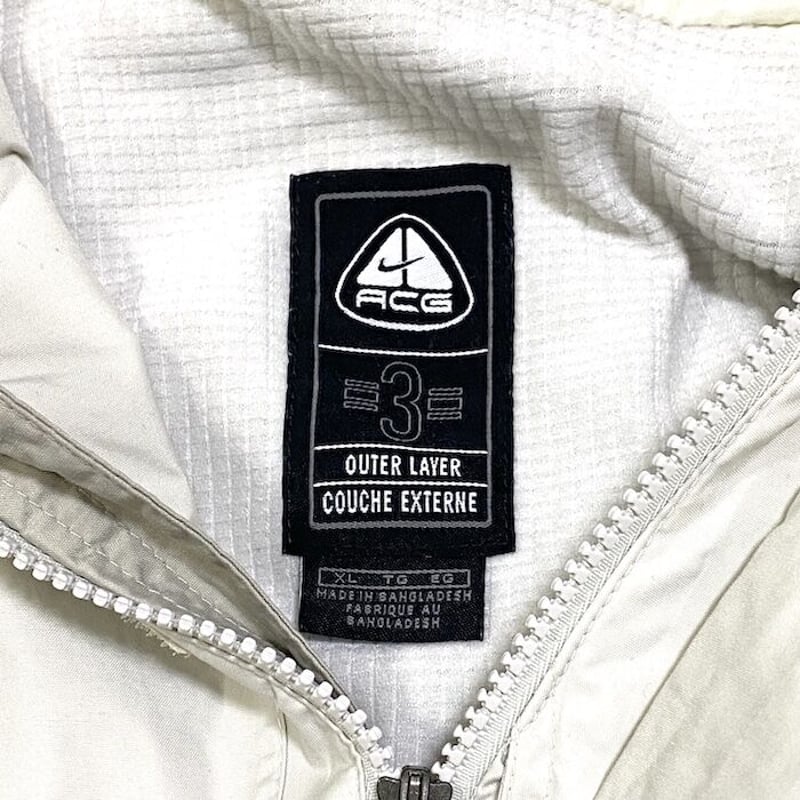 ACG
3
OUTER LAYER
COUCHE EXTERNE
XL TG EG
MADE IN BANGLADESH
FABRIQUE AU
BANGLADESH